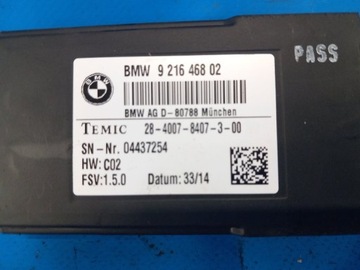 BMW 9 216 468 02
PASS
BMW AG D-80788 München
TEMIC 28-4007-8407-3-00
SN-Nr. 04437254
HW: C02
FSV:1.5.0 Datum: 33/14